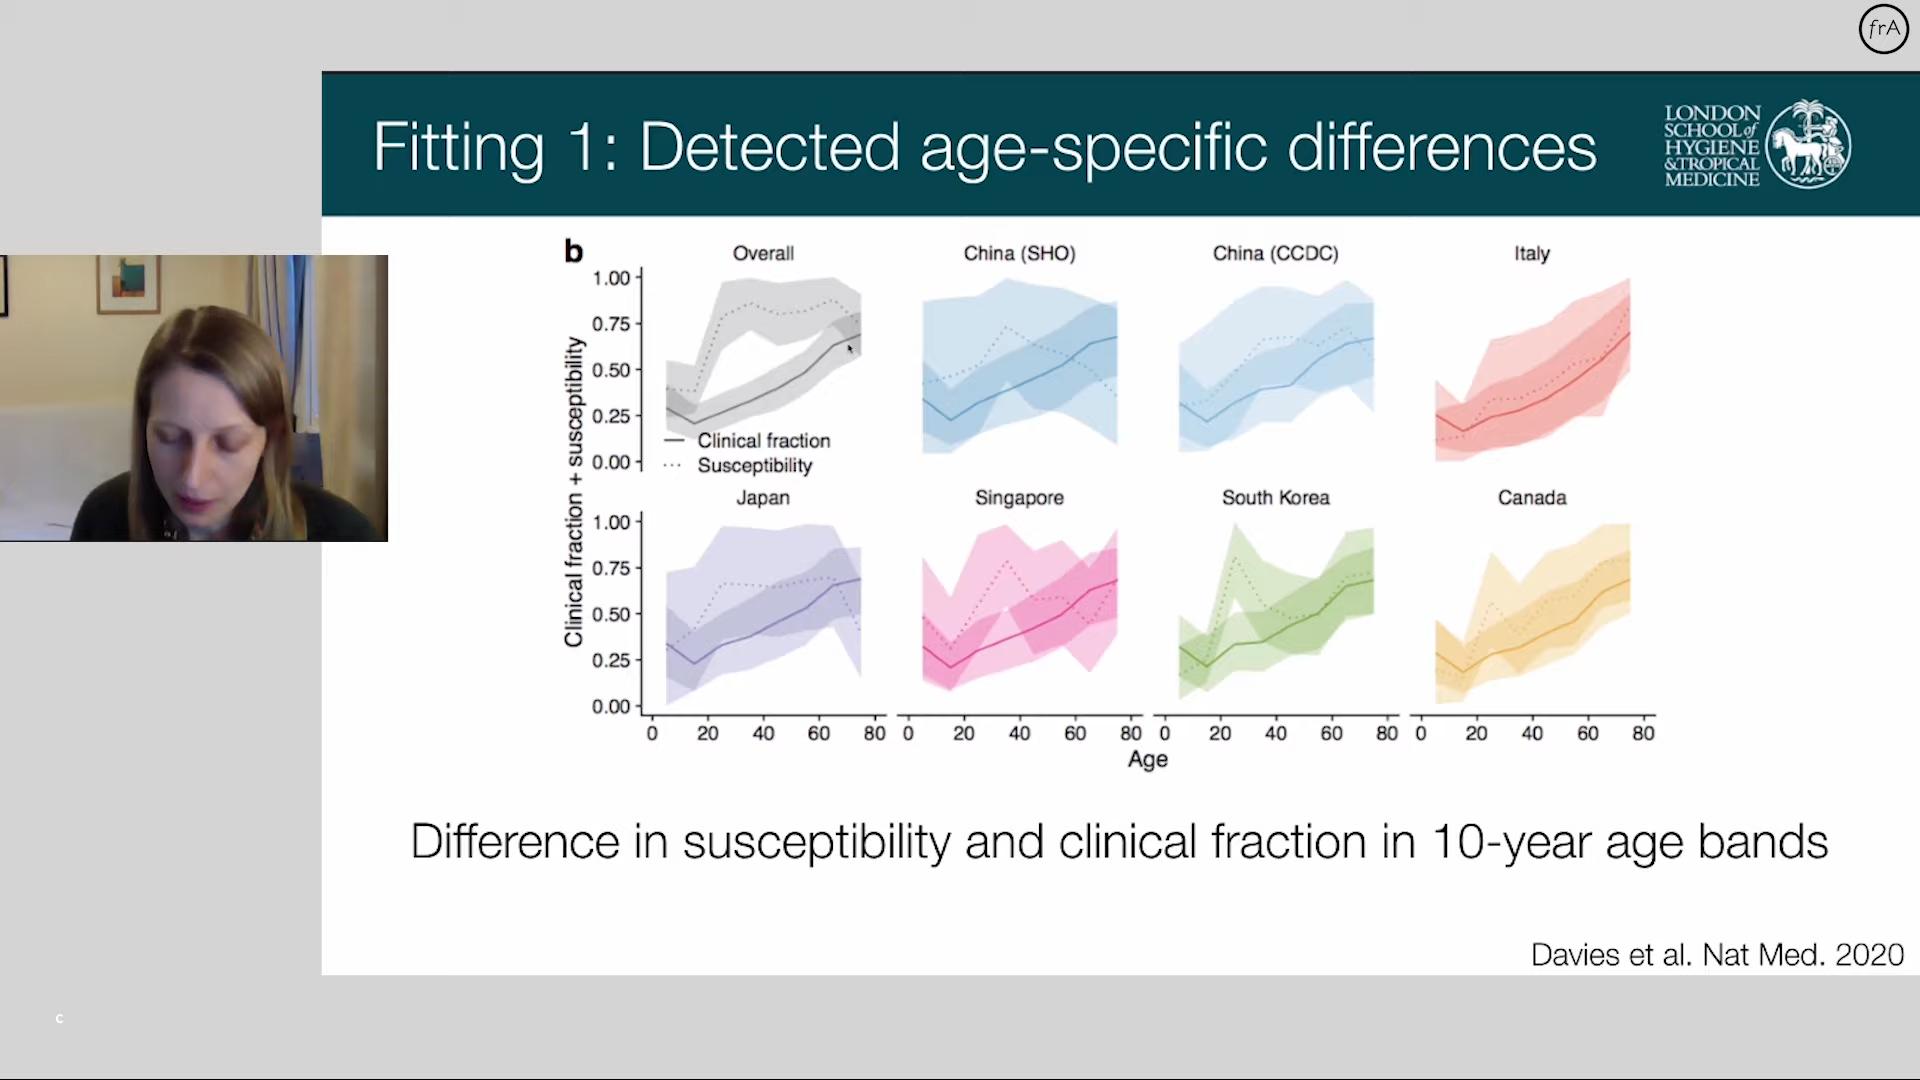 frA
Fitting 1: Detected age-specific differences
LONDON
SCHOOL of
HYGIENE
& TROPICAL
MEDICINE
b
Overall
China (SHO)
China (CCDC)
Italy
Clinical fraction + susceptibility
1.00
0.75
0.50
0.25
0.00
Clinical fraction
Susceptibility
Japan
Singapore
South Korea
Canada
1.00
0.75
0.50
0.25
0.00
0 20 40 60 80 0 20 40 60 80 0 20 40 60 80 0 20 40 60 80
Age
Difference in susceptibility and clinical fraction in 10-year age bands
Davies et al. Nat Med. 2020
c